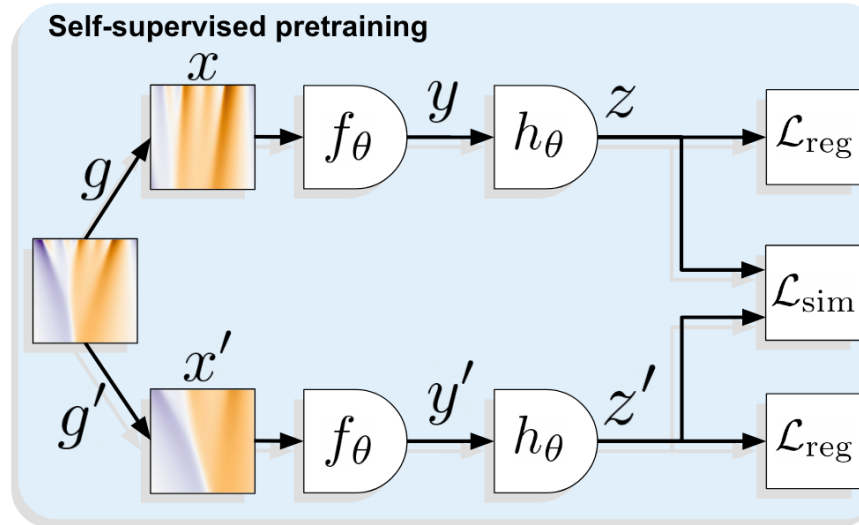 Self-supervised pretraining
x
g
f_θ
y
h_θ
z
ℒ_reg
ℒ_sim
g′
x′
f_θ
y′
h_θ
z′
ℒ_reg